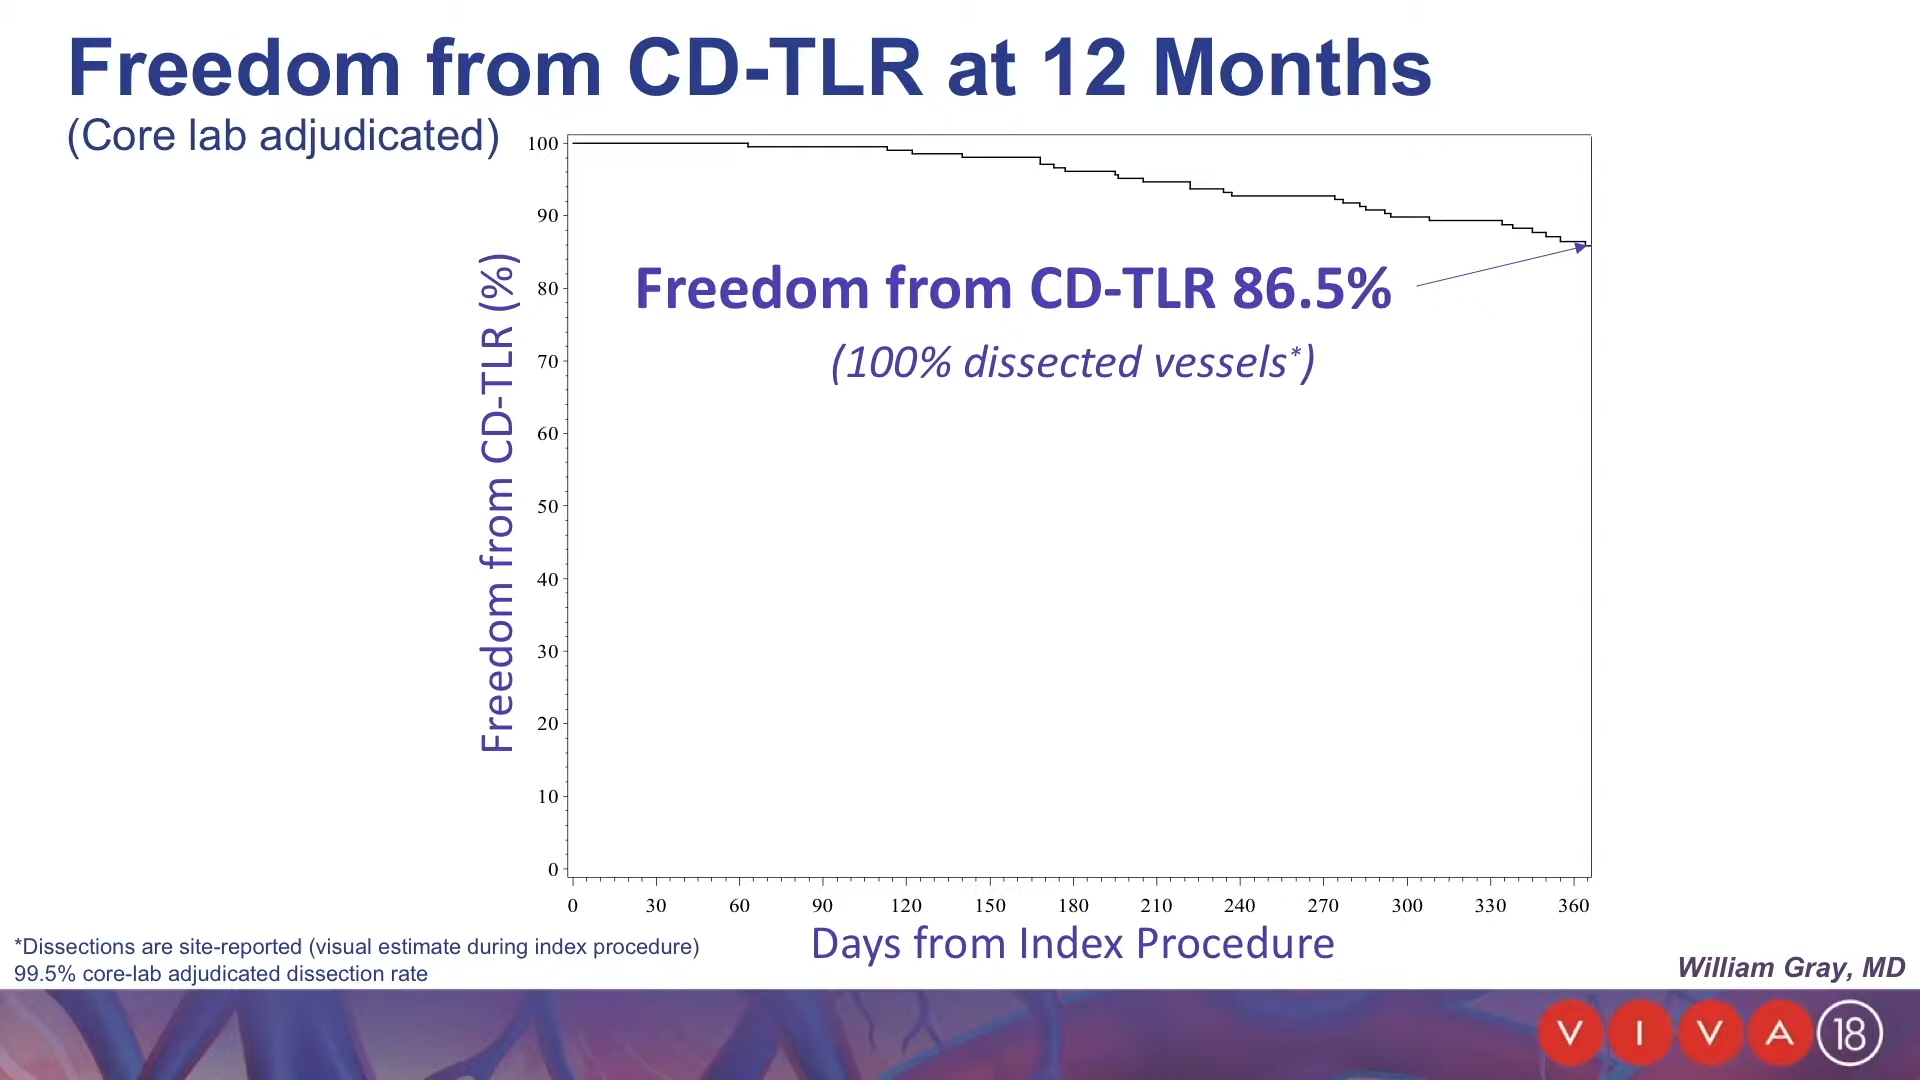 Freedom from CD-TLR at 12 Months
(Core lab adjudicated)
Freedom from CD-TLR (%)
100
90
80
70
60
50
40
30
20
10
0
Freedom from CD-TLR 86.5%
(100% dissected vessels*)
0 30 60 90 120 150 180 210 240 270 300 330 360
Days from Index Procedure
*Dissections are site-reported (visual estimate during index procedure)
99.5% core-lab adjudicated dissection rate
William Gray, MD
VIVA 18